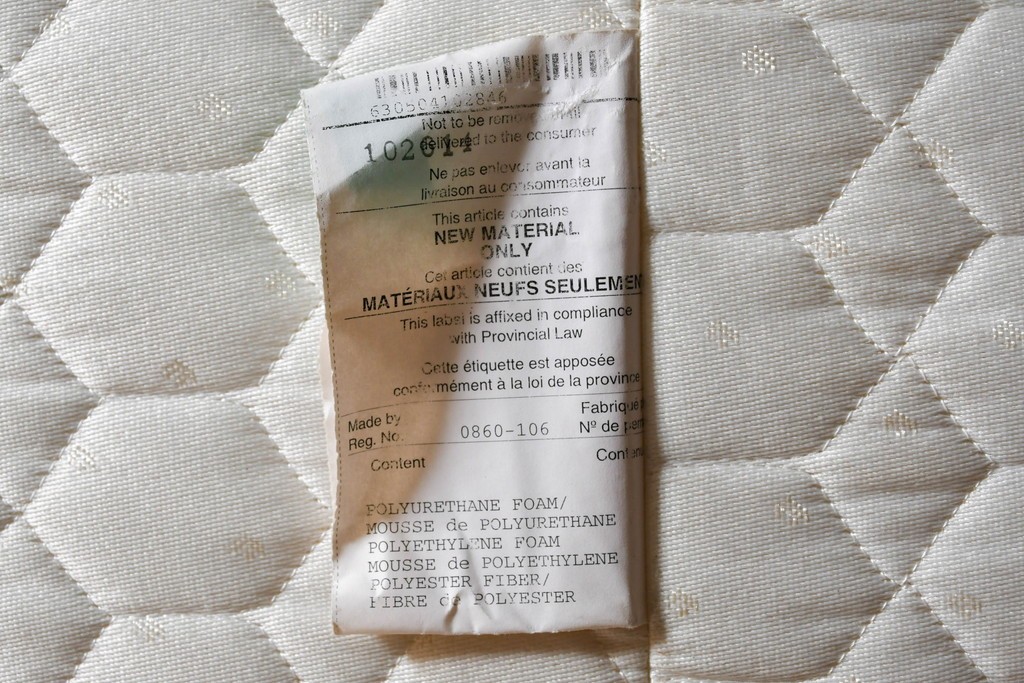 630504102846
Not to be removed until
delivered to the consumer
102014
Ne pas enlever avant la
livraison au consommateur
This article contains
NEW MATERIAL
ONLY
Cet article contient des
MATÉRIAUX NEUFS SEULEMEN
This label is affixed in compliance
with Provincial Law
Cette étiquette est apposée
conformément à la loi de la province
Made by Fabriqué
Reg. No. 0860-106 Nº de per
Content Conten
POLYURETHANE FOAM/
MOUSSE de POLYURETHANE
POLYETHYLENE FOAM
MOUSSE de POLYETHYLENE
POLYESTER FIBER/
FIBRE de POLYESTER